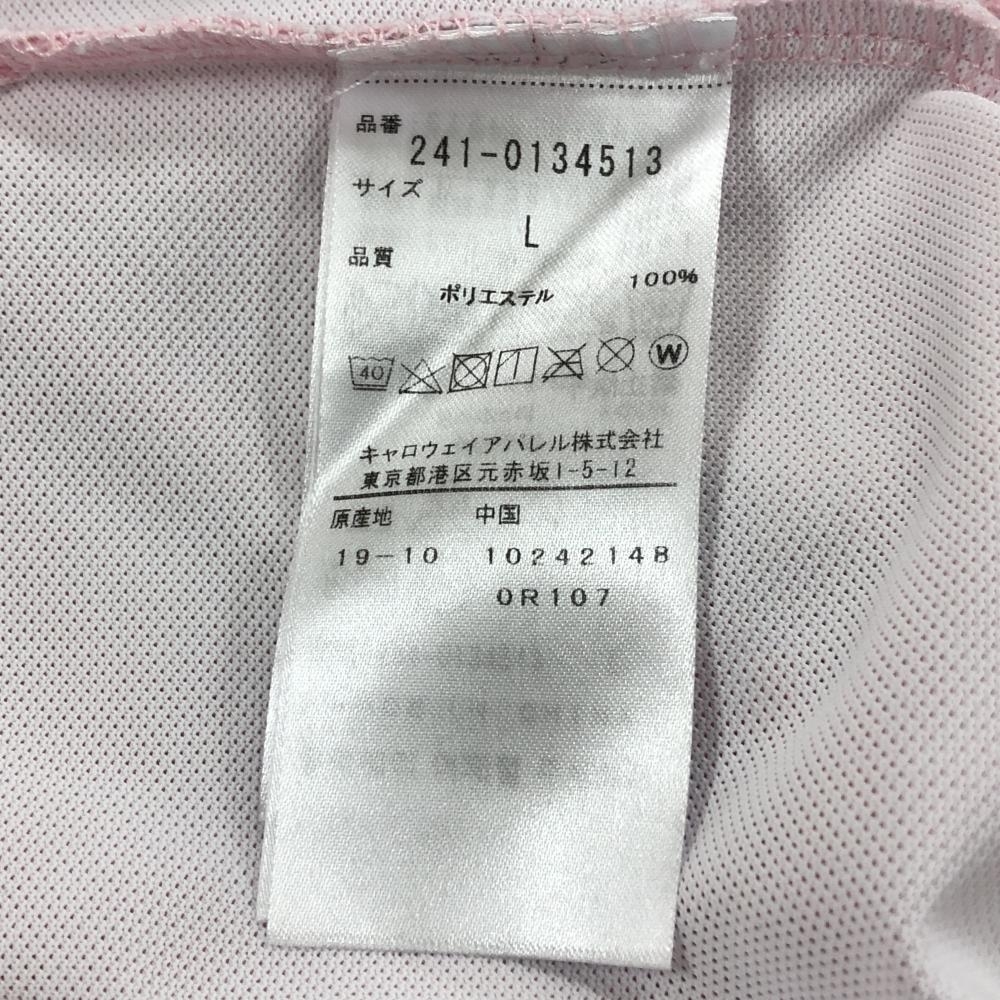 品番
241-0134513
サイズ
L
品質
ポリエステル 100%
40 W
キャロウェイアパレル株式会社
東京都港区元赤坂1-5-12
原産地 中国
19-10 10242148
0R107